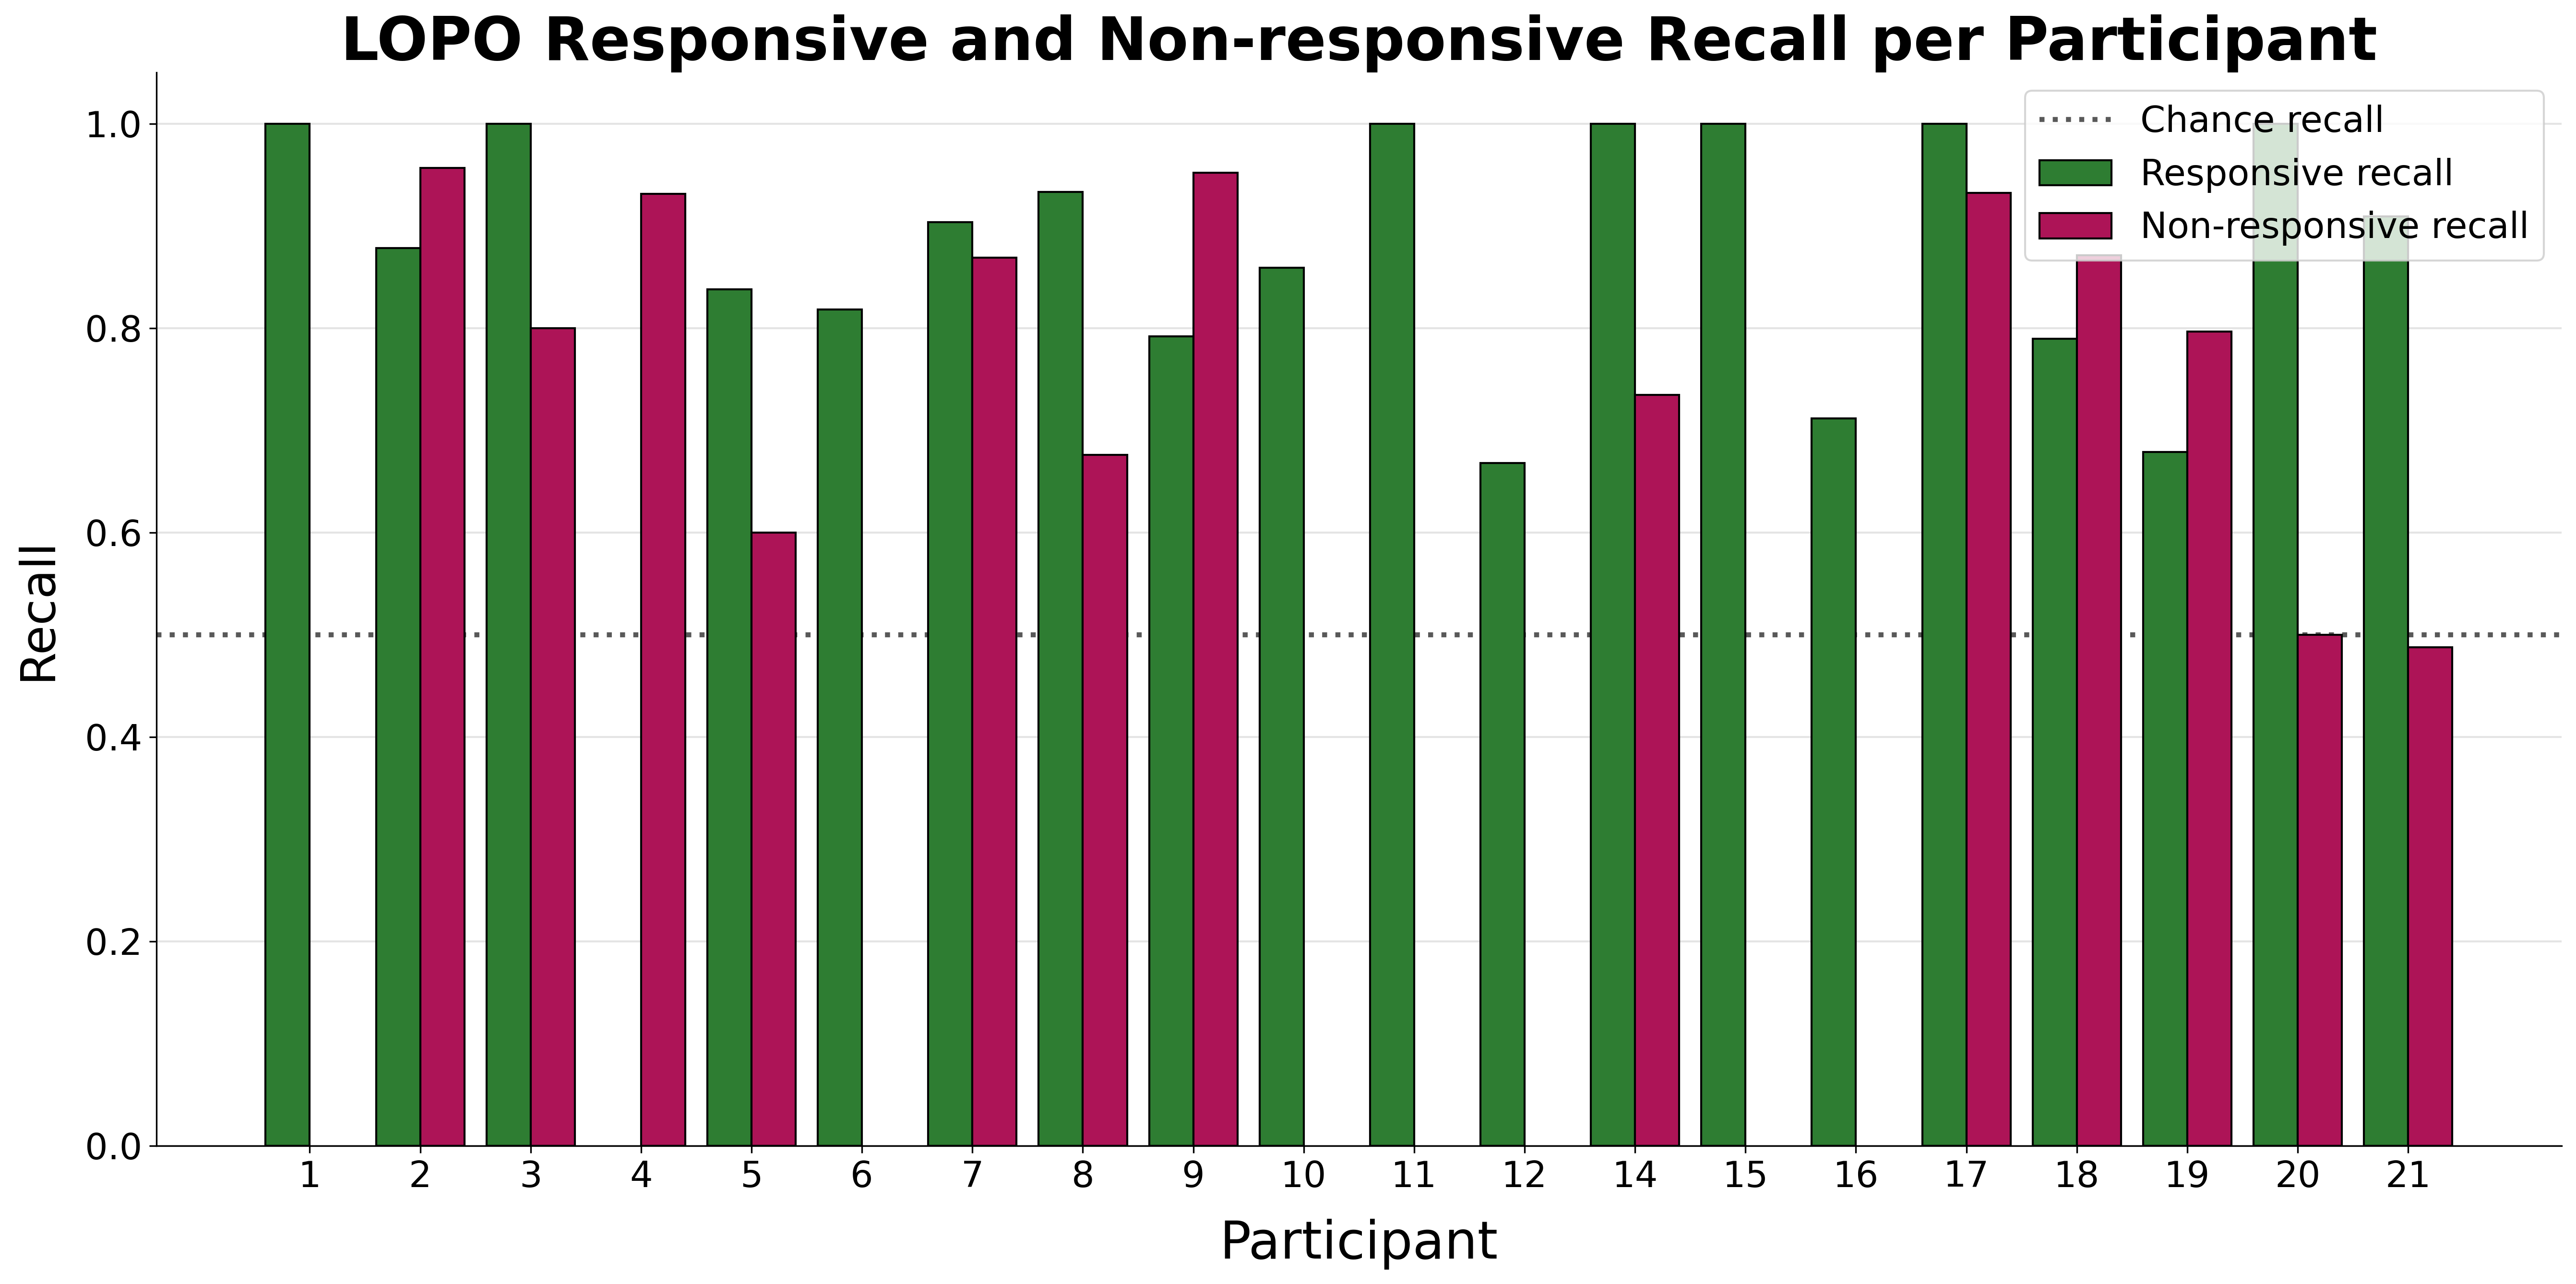 LOPO Responsive and Non-responsive Recall per Participant
Chance recall
Responsive recall
Non-responsive recall
1.0
0.8
0.6
0.4
0.2
0.0
Recall
1 2 3 4 5 6 7 8 9 10 11 12 14 15 16 17 18 19 20 21
Participant